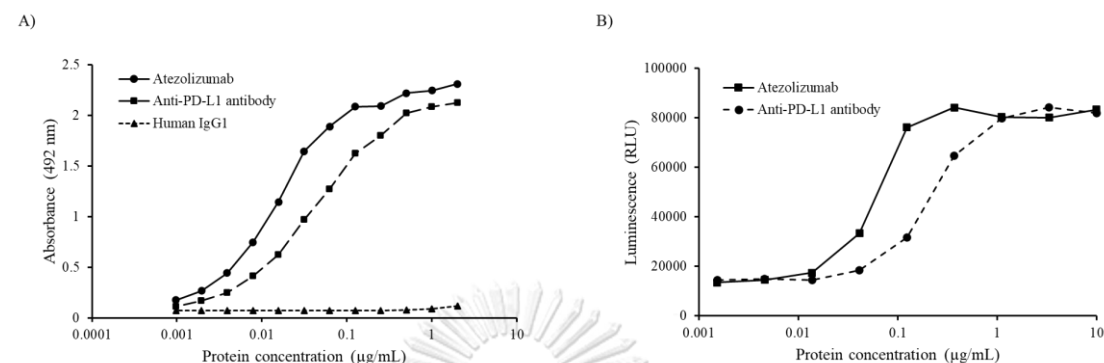 A)
B)
2.5
2
1.5
1
0.5
0
Absorbance (492 nm)
Atezolizumab
Anti-PD-L1 antibody
Human IgG1
0.0001
0.01
0.1
1
10
Protein concentration (µg/mL)
100000
80000
60000
40000
20000
0
Luminescence (RLU)
Atezolizumab
Anti-PD-L1 antibody
0.001
0.01
0.1
1
10
Protein concentration (µg/mL)